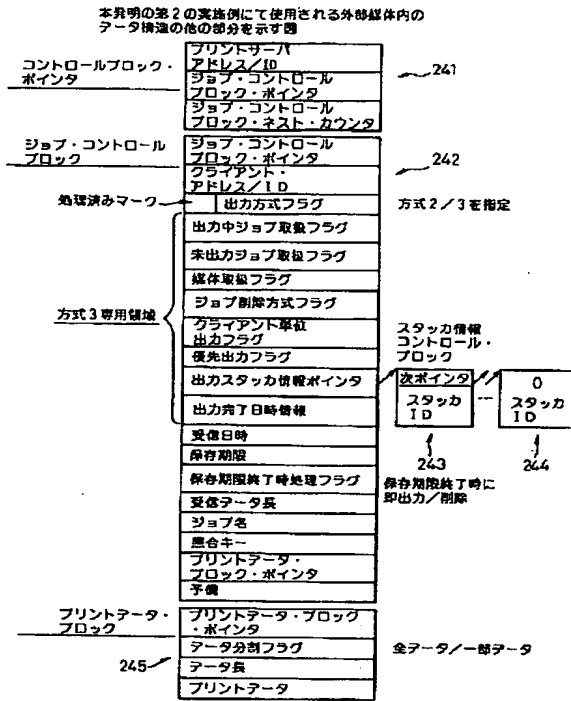 本発明の第2の実施例にて使用される外部媒体内の
データ構造の他の部分を示す図
コントロールブロック・
ポインタ
プリントサーバ
アドレス/ID
ジョブ・コントロール
ブロック・ポインタ
ジョブ・コントロール
ブロック・ネスト・カウンタ
241
ジョブ・コントロール
ブロック
ジョブ・コントロール
ブロック・ポインタ
クライアント・
アドレス/ID
242
処理済みマーク
出力方式フラグ
方式2/3を指定
方式3専用領域
出力中ジョブ取扱フラグ
未出力ジョブ取扱フラグ
媒体取扱フラグ
ジョブ削除方式フラグ
クライアント単位
出力フラグ
優先出力フラグ
出力スタッカ情報ポインタ
出力完了日時情報
スタッカ情報
コントロール・
ブロック
次ポインタ
スタッカ
ID
0
スタッカ
ID
243
244
受信日時
保存期限
保存期限終了時処理フラグ
保存期限終了時に
即出力/削除
受信データ長
ジョブ名
照合キー
プリントデータ・
ブロック・ポインタ
予備
プリントデータ・
ブロック
245
プリントデータ・ブロック
・ポインタ
データ分割フラグ
全データ/一部データ
データ長
プリントデータ